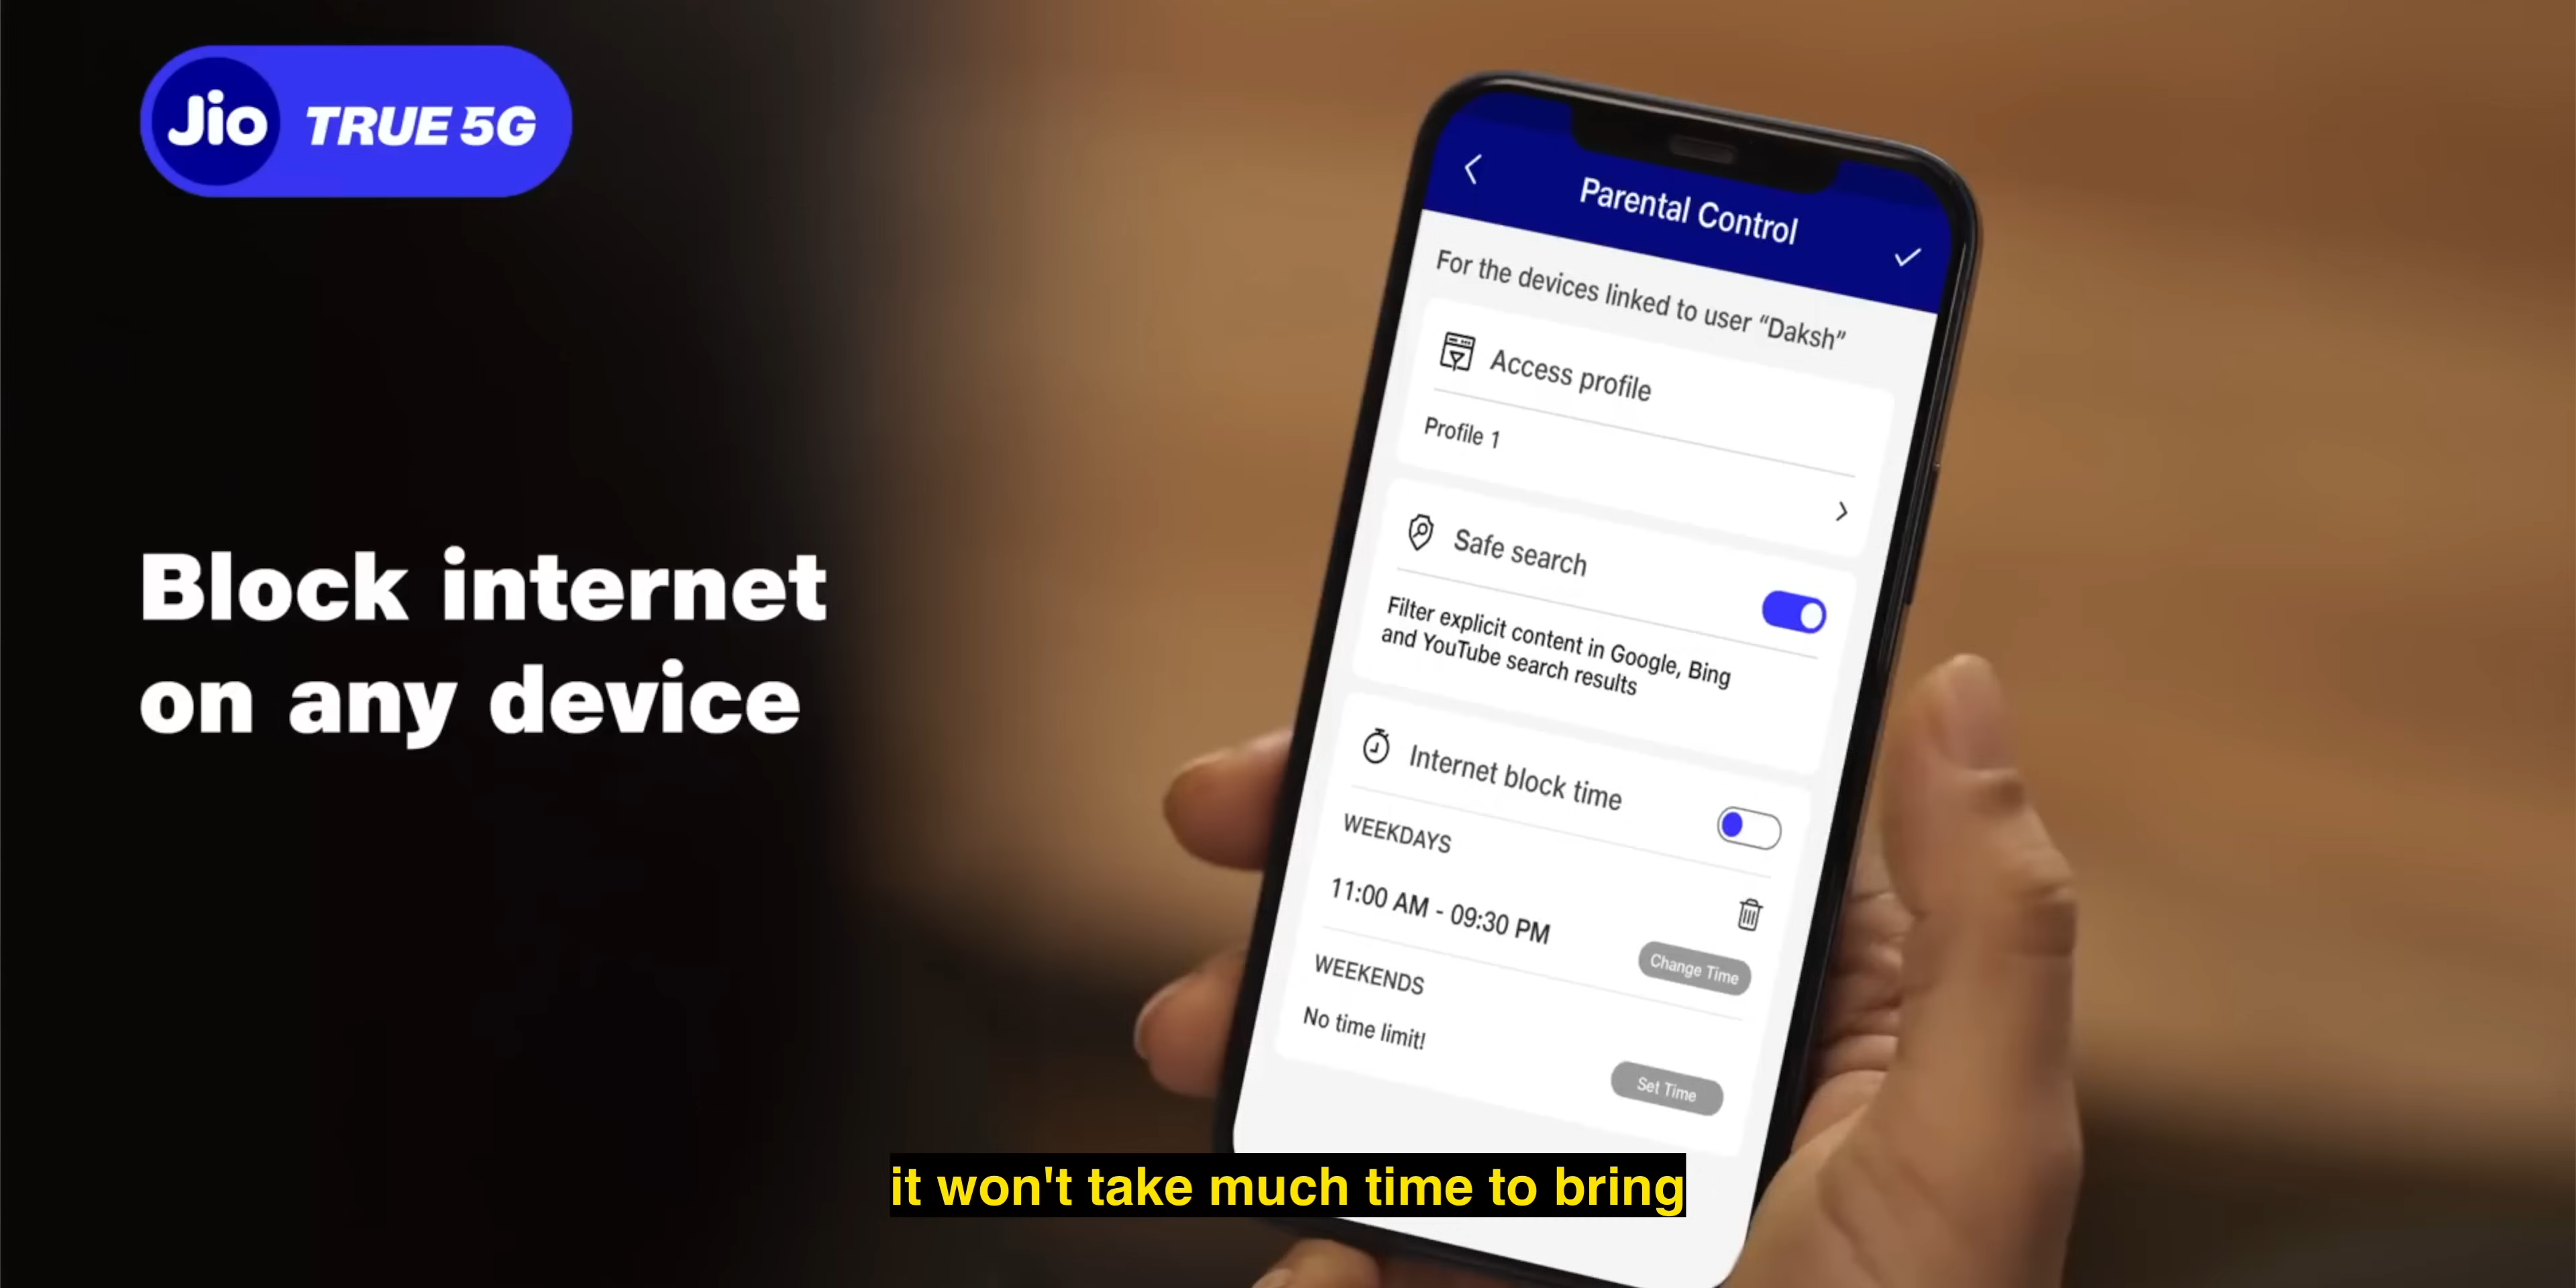 Jio TRUE 5G
Block internet
on any device
Parental Control
For the devices linked to user “Daksh”
Access profile
Profile 1
Safe search
Filter explicit content in Google, Bing
and YouTube search results
Internet block time
WEEKDAYS
11:00 AM - 09:30 PM
Change Time
WEEKENDS
No time limit!
Set Time
it won't take much time to bring